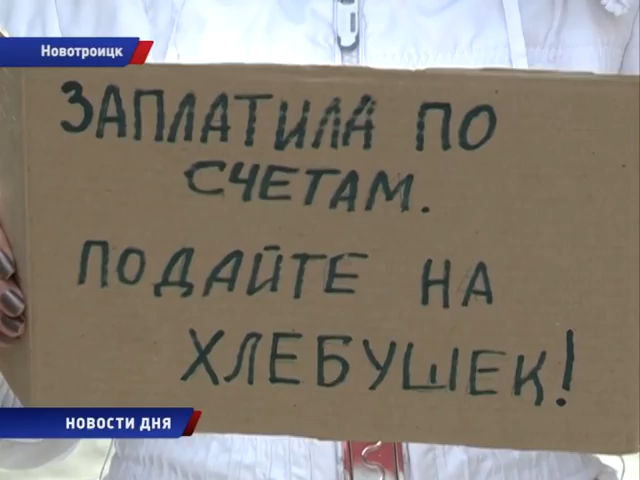 Новотроицк
ЗАПЛАТИЛА ПО
СЧЕТАМ.
ПОДАЙТЕ НА
ХЛЕБУШЕК!
НОВОСТИ ДНЯ